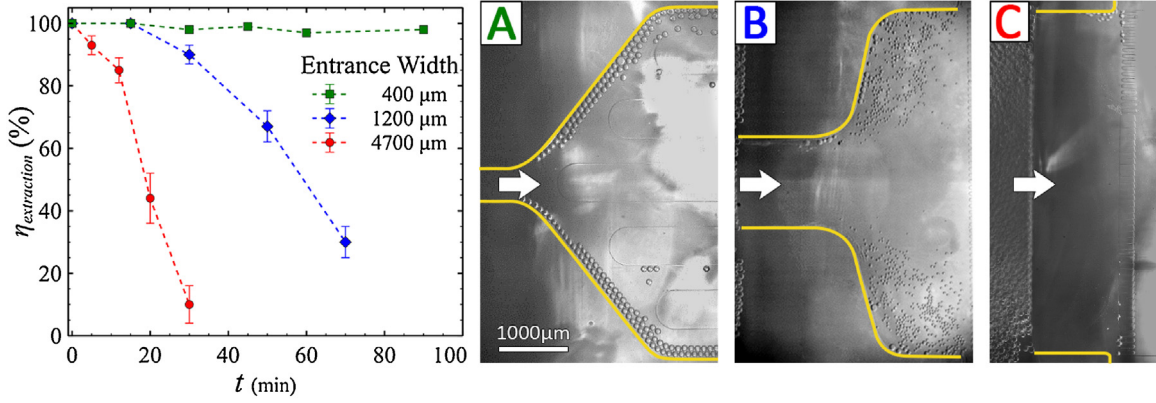 100
80
60
40
20
0
η extraction (%)
0 20 40 60 80 100
t (min)
Entrance Width
400 μm
1200 μm
4700 μm
A
1000μm
B
C